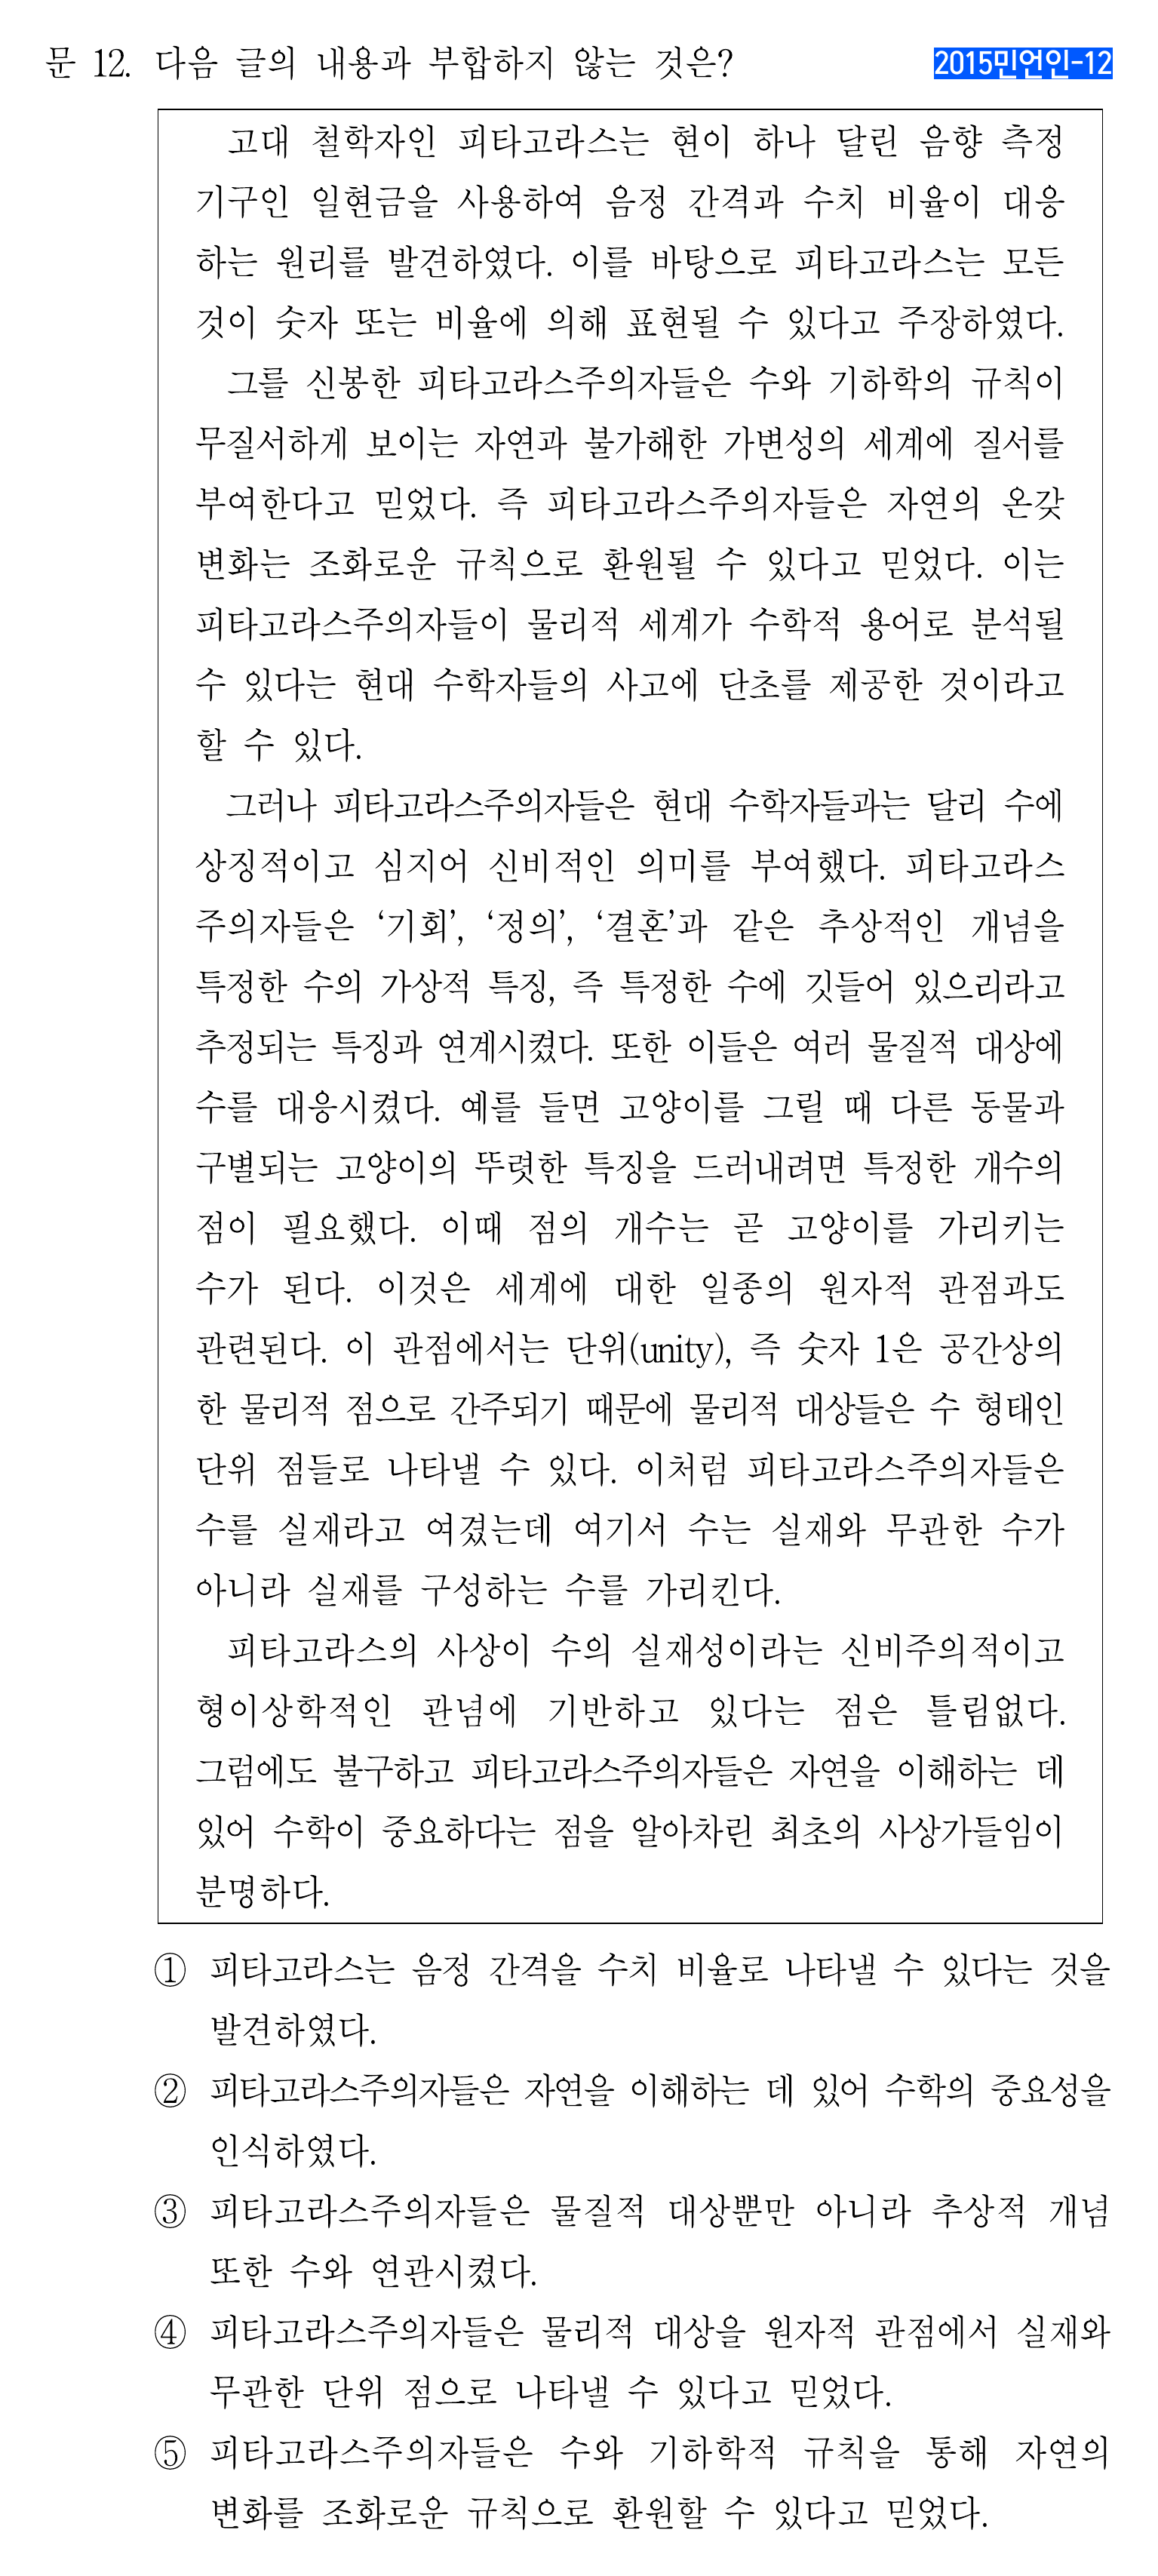 문 12. 다음 글의 내용과 부합하지 않는 것은?
2015민언인-12
고대 철학자인 피타고라스는 현이 하나 달린 음향 측정
기구인 일현금을 사용하여 음정 간격과 수치 비율이 대응
하는 원리를 발견하였다. 이를 바탕으로 피타고라스는 모든
것이 숫자 또는 비율에 의해 표현될 수 있다고 주장하였다.
그를 신봉한 피타고라스주의자들은 수와 기하학의 규칙이
무질서하게 보이는 자연과 불가해한 가변성의 세계에 질서를
부여한다고 믿었다. 즉 피타고라스주의자들은 자연의 온갖
변화는 조화로운 규칙으로 환원될 수 있다고 믿었다. 이는
피타고라스주의자들이 물리적 세계가 수학적 용어로 분석될
수 있다는 현대 수학자들의 사고에 단초를 제공한 것이라고
할 수 있다.
그러나 피타고라스주의자들은 현대 수학자들과는 달리 수에
상징적이고 심지어 신비적인 의미를 부여했다. 피타고라스
주의자들은 ‘기회’, ‘정의’, ‘결혼’과 같은 추상적인 개념을
특정한 수의 가상적 특징, 즉 특정한 수에 깃들어 있으리라고
추정되는 특징과 연계시켰다. 또한 이들은 여러 물질적 대상에
수를 대응시켰다. 예를 들면 고양이를 그릴 때 다른 동물과
구별되는 고양이의 뚜렷한 특징을 드러내려면 특정한 개수의
점이 필요했다. 이때 점의 개수는 곧 고양이를 가리키는
수가 된다. 이것은 세계에 대한 일종의 원자적 관점과도
관련된다. 이 관점에서는 단위(unity), 즉 숫자 1은 공간상의
한 물리적 점으로 간주되기 때문에 물리적 대상들은 수 형태인
단위 점들로 나타낼 수 있다. 이처럼 피타고라스주의자들은
수를 실재라고 여겼는데 여기서 수는 실재와 무관한 수가
아니라 실재를 구성하는 수를 가리킨다.
피타고라스의 사상이 수의 실재성이라는 신비주의적이고
형이상학적인 관념에 기반하고 있다는 점은 틀림없다.
그럼에도 불구하고 피타고라스주의자들은 자연을 이해하는 데
있어 수학이 중요하다는 점을 알아차린 최초의 사상가들임이
분명하다.
① 피타고라스는 음정 간격을 수치 비율로 나타낼 수 있다는 것을
발견하였다.
② 피타고라스주의자들은 자연을 이해하는 데 있어 수학의 중요성을
인식하였다.
③ 피타고라스주의자들은 물질적 대상뿐만 아니라 추상적 개념
또한 수와 연관시켰다.
④ 피타고라스주의자들은 물리적 대상을 원자적 관점에서 실재와
무관한 단위 점으로 나타낼 수 있다고 믿었다.
⑤ 피타고라스주의자들은 수와 기하학적 규칙을 통해 자연의
변화를 조화로운 규칙으로 환원할 수 있다고 믿었다.